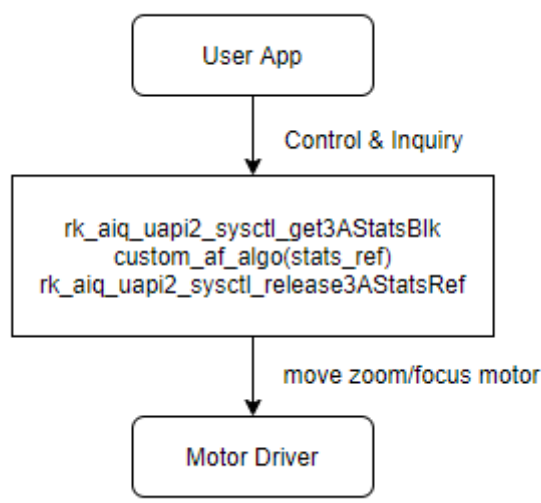 User App
Control & Inquiry
rk_aiq_uapi2_sysctl_get3AStatsBlk
custom_af_algo(stats_ref)
rk_aiq_uapi2_sysctl_release3AStatsRef
move zoom/focus motor
Motor Driver